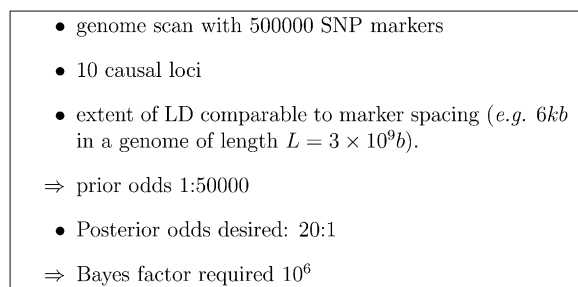 • genome scan with 500000 SNP markers
• 10 causal loci
• extent of LD comparable to marker spacing (e.g. 6kb
in a genome of length L = 3 × 10⁹b).
⇒ prior odds 1:50000
• Posterior odds desired: 20:1
⇒ Bayes factor required 10⁶